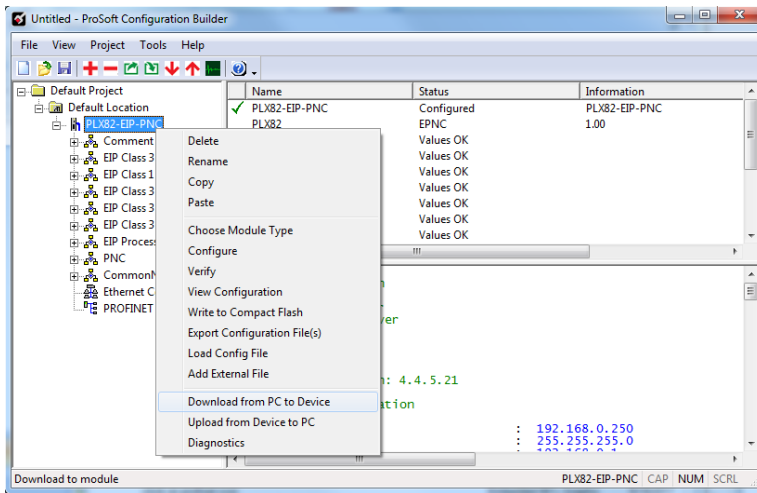 Untitled - ProSoft Configuration Builder
File View Project Tools Help
Default Project
Default Location
PLX82-EIP-PNC
Comment
EIP Class 3
EIP Class 1
EIP Class 3
EIP Class 3
EIP Class 3
EIP Process
PNC
CommonN
Ethernet C
PROFINET
Name Status Information
PLX82-EIP-PNC Configured PLX82-EIP-PNC
PLX82 EPNC 1.00
Values OK
Values OK
Values OK
Values OK
Values OK
Values OK
Values OK
Delete
Rename
Copy
Paste
Choose Module Type
Configure
Verify
View Configuration
Write to Compact Flash
Export Configuration File(s)
Load Config File
Add External File
Download from PC to Device
Upload from Device to PC
Diagnostics
: 4.4.5.21
: 192.168.0.250
: 255.255.255.0
Download to module
PLX82-EIP-PNC CAP NUM SCRL